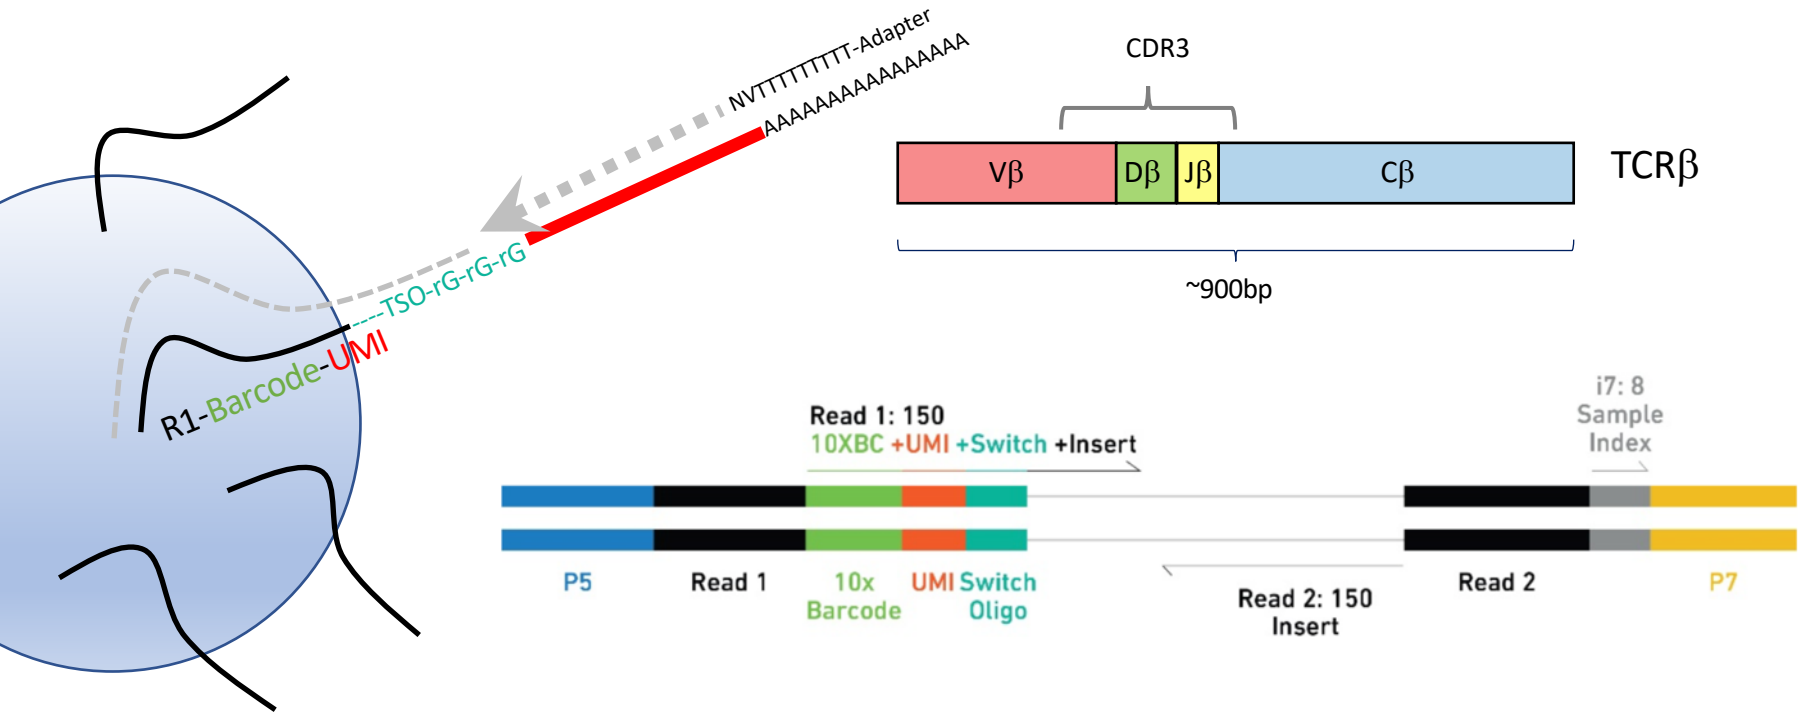 NVTTTTTTTTT-Adapter
AAAAAAAAAAAAAAAA
TSO-rG-rG-rG
R1-Barcode-UMI
CDR3
Vβ Dβ Jβ Cβ
TCRβ
~900bp
Read 1: 150
10XBC +UMI +Switch +Insert
i7: 8
Sample
Index
P5 Read 1 10x UMI Switch Read 2 P7
Barcode Oligo
Read 2: 150
Insert